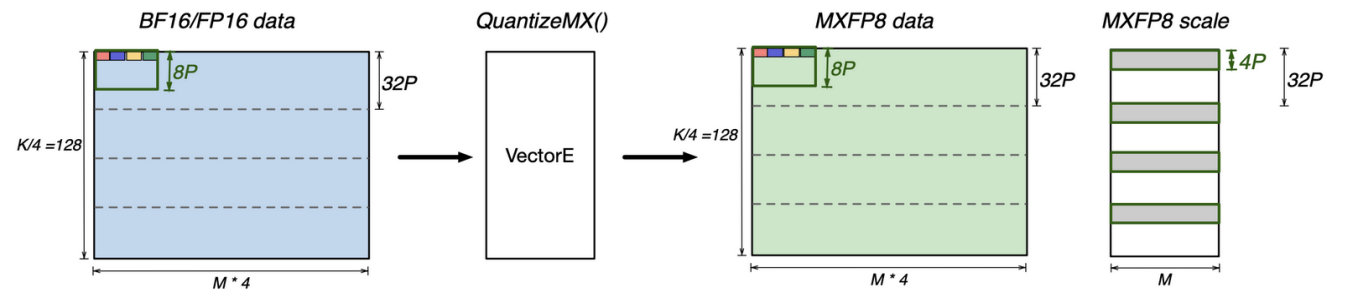 BF16/FP16 data
QuantizeMX()
MXFP8 data
MXFP8 scale
8P
32P
K/4 =128
VectorE
8P
32P
K/4 =128
4P
32P
M * 4
M * 4
M